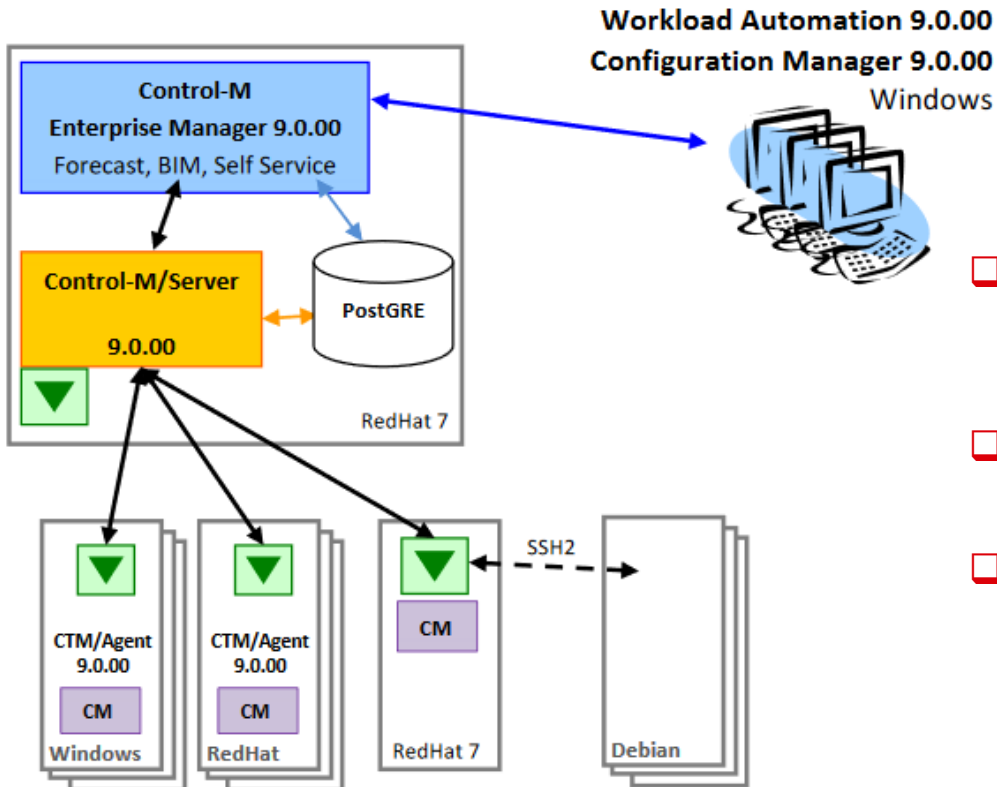 Workload Automation 9.0.00
Configuration Manager 9.0.00
Windows
Control-M
Enterprise Manager 9.0.00
Forecast, BIM, Self Service
Control-M/Server
9.0.00
PostGRE
RedHat 7
SSH2
CTM/Agent
9.0.00
CM
Windows
CTM/Agent
9.0.00
CM
RedHat
CM
RedHat 7
Debian